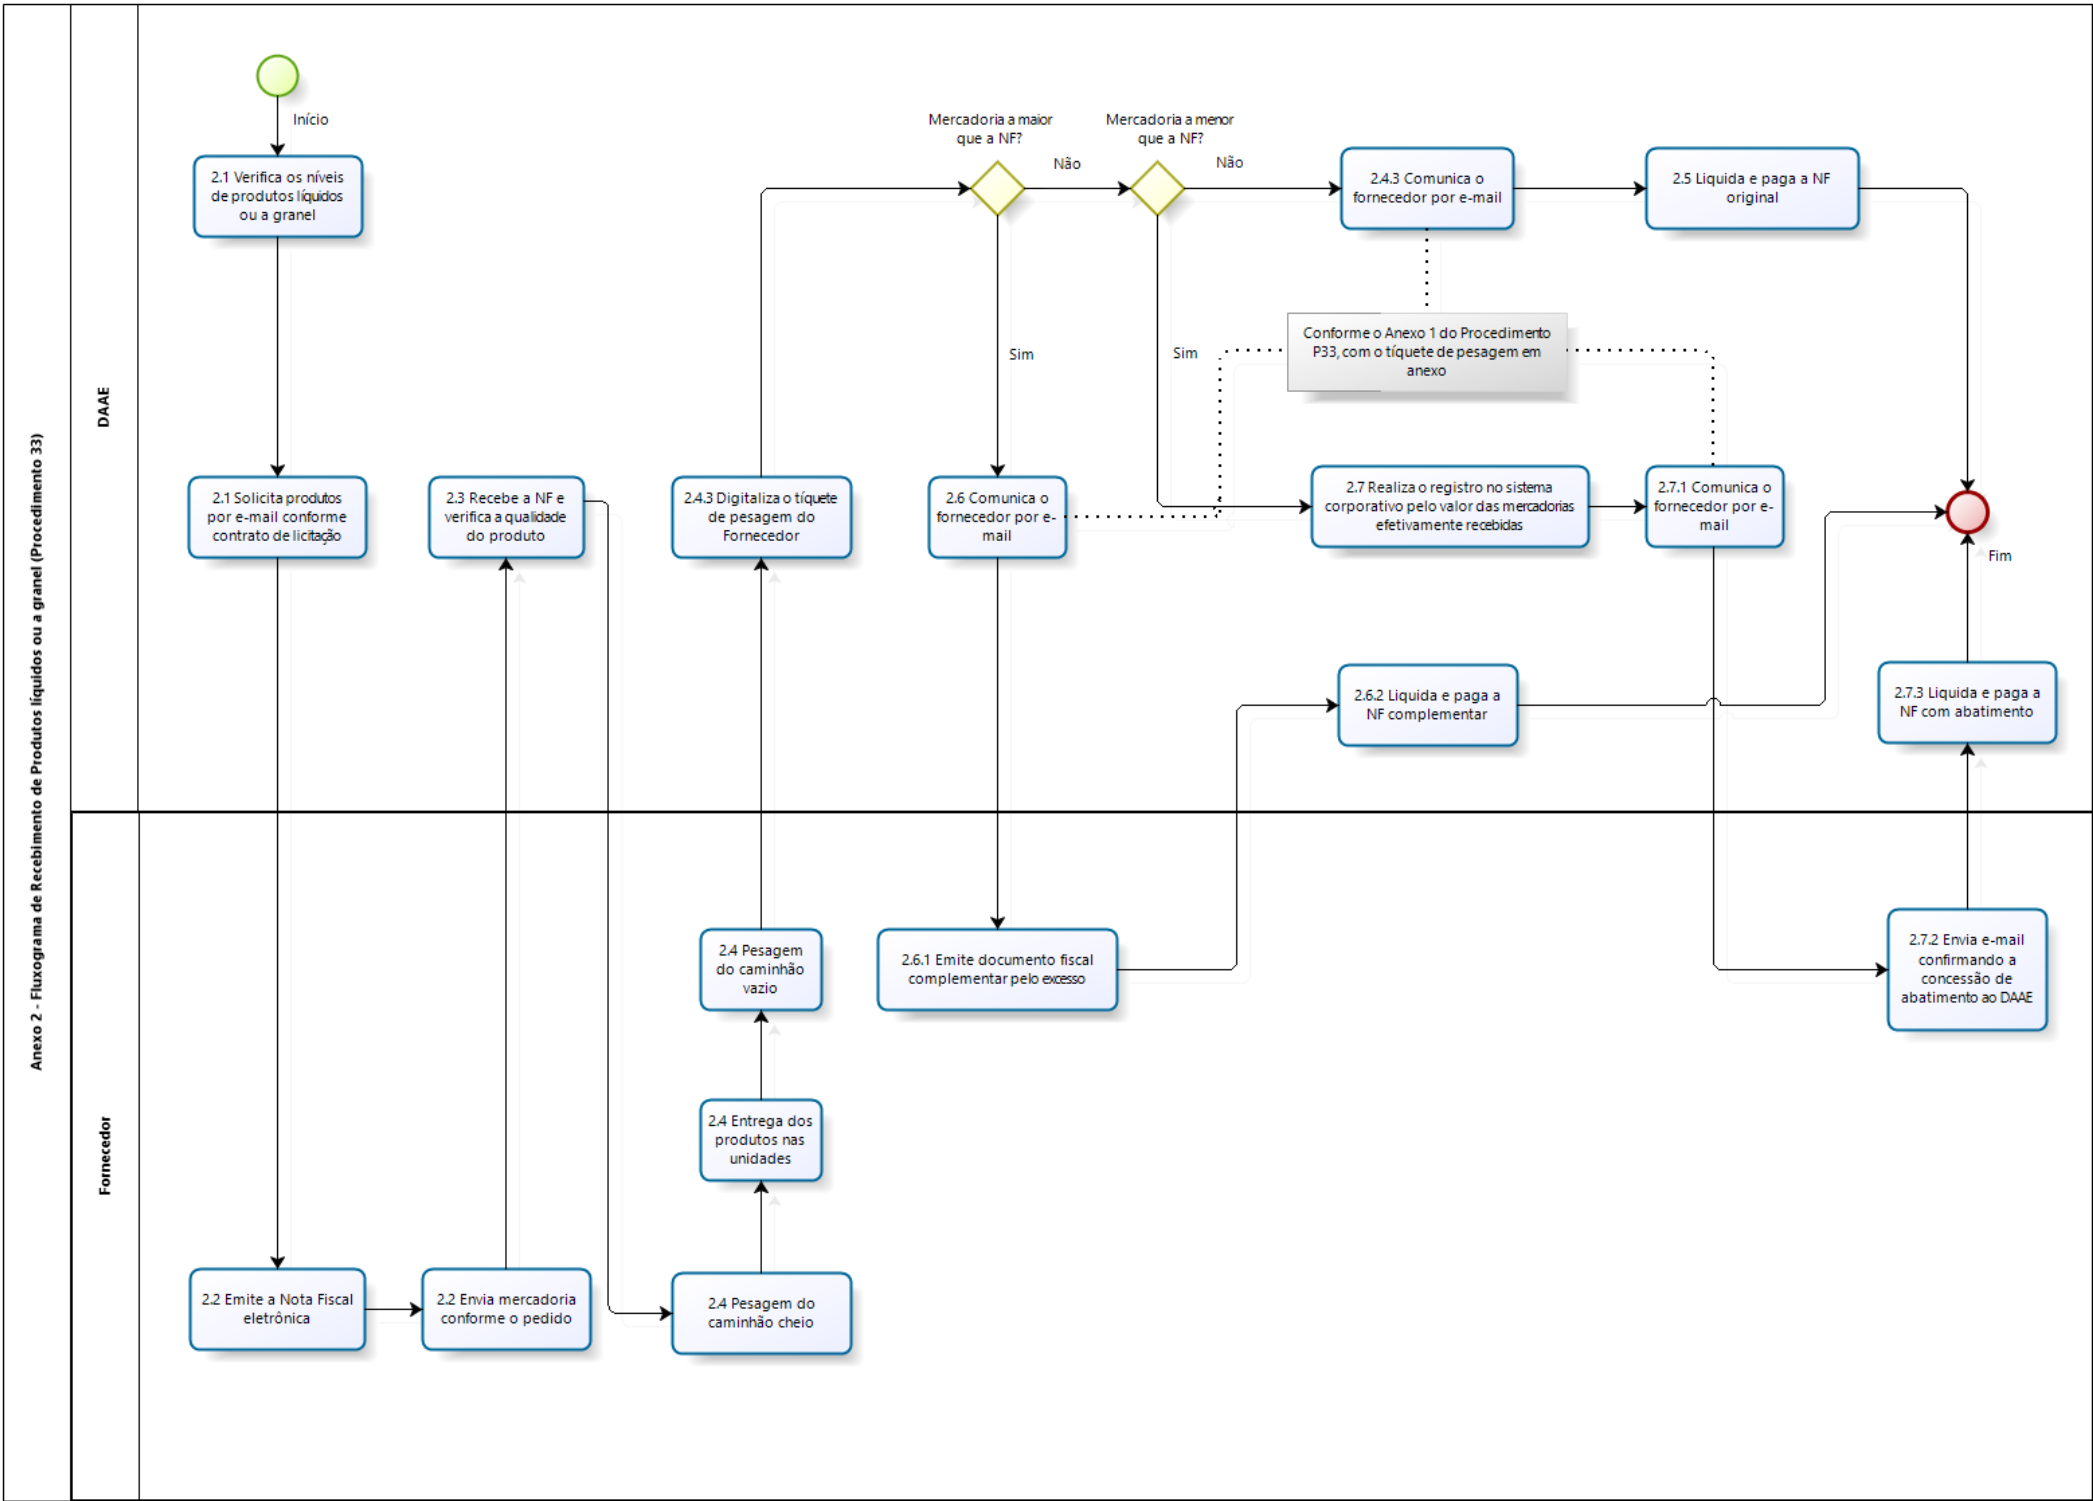 Anexo 2 - Fluxograma de Recebimento de Produtos líquidos ou a granel (Procedimento 33)
DAAE
Início
2.1 Verifica os níveis
de produtos líquidos
ou a granel
2.1 Solicita produtos
por e-mail conforme
contrato de licitação
2.3 Recebe a NF e
verifica a qualidade
do produto
2.4.3 Digitaliza o tíquete
de pesagem do
Fornecedor
Mercadoria a maior
que a NF?
Não
Sim
Mercadoria a menor
que a NF?
Não
Sim
2.4.3 Comunica o
fornecedor por e-mail
2.5 Liquida e paga a NF
original
Conforme o Anexo 1 do Procedimento
P33, com o tíquete de pesagem em
anexo
2.6 Comunica o
fornecedor por e-
mail
2.7 Realiza o registro no sistema
corporativo pelo valor das mercadorias
efetivamente recebidas
2.7.1 Comunica o
fornecedor por e-
mail
Fim
2.6.2 Liquida e paga a
NF complementar
2.7.3 Liquida e paga a
NF com abatimento
Fornecedor
2.2 Emite a Nota Fiscal
eletrônica
2.2 Envia mercadoria
conforme o pedido
2.4 Pesagem do
caminhão cheio
2.4 Entrega dos
produtos nas
unidades
2.4 Pesagem
do caminhão
vazio
2.6.1 Emite documento fiscal
complementar pelo excesso
2.7.2 Envia e-mail
confirmando a
concessão de
abatimento ao DAAE